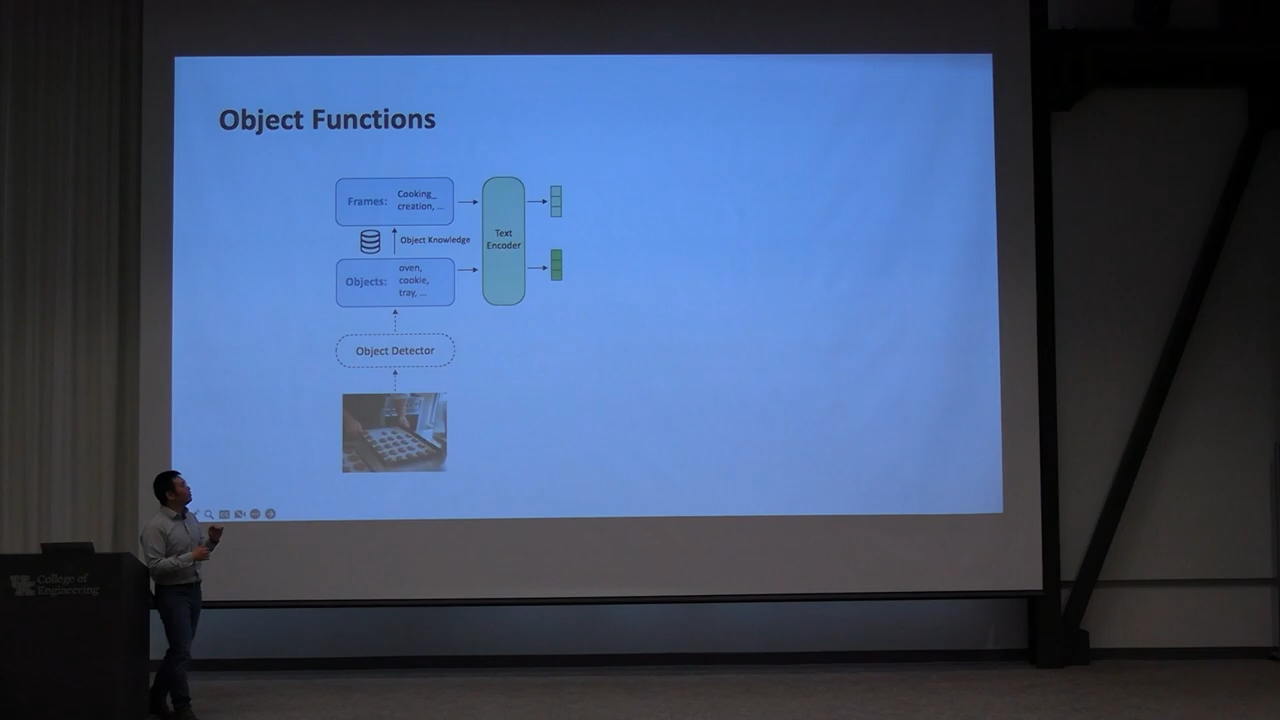 Object Functions
Frames:
Cooking_
creation, ...
Object Knowledge
Text
Encoder
Objects:
oven,
cookie,
tray, ...
Object Detector
College of
Engineering